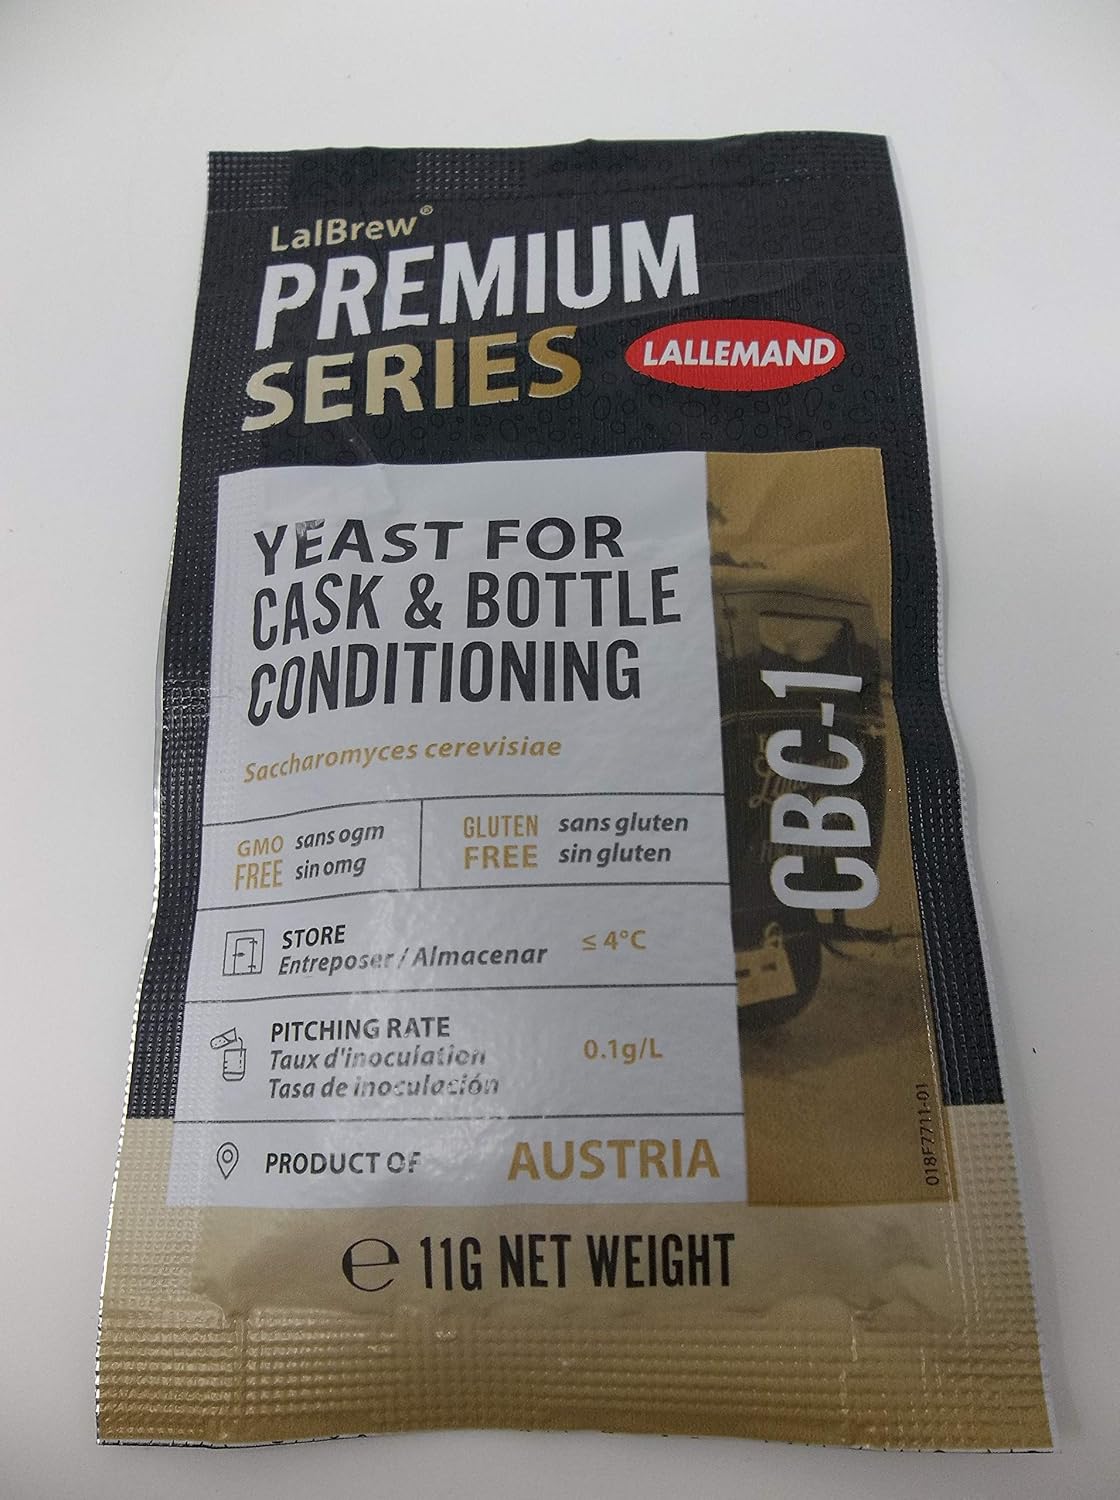 LalBrew®
PREMIUM
SERIES
LALLEMAND
YEAST FOR
CASK & BOTTLE
CONDITIONING
Saccharomyces cerevisiae
GMO FREE
sans ogm
sin omg
GLUTEN FREE
sans gluten
sin gluten
STORE
Entreposer / Almacenar
≤ 4°C
PITCHING RATE
Taux d'inoculation
Tasa de inoculación
0.1g/L
PRODUCT OF AUSTRIA
CBC-1
018F7711-01
℮ 11G NET WEIGHT